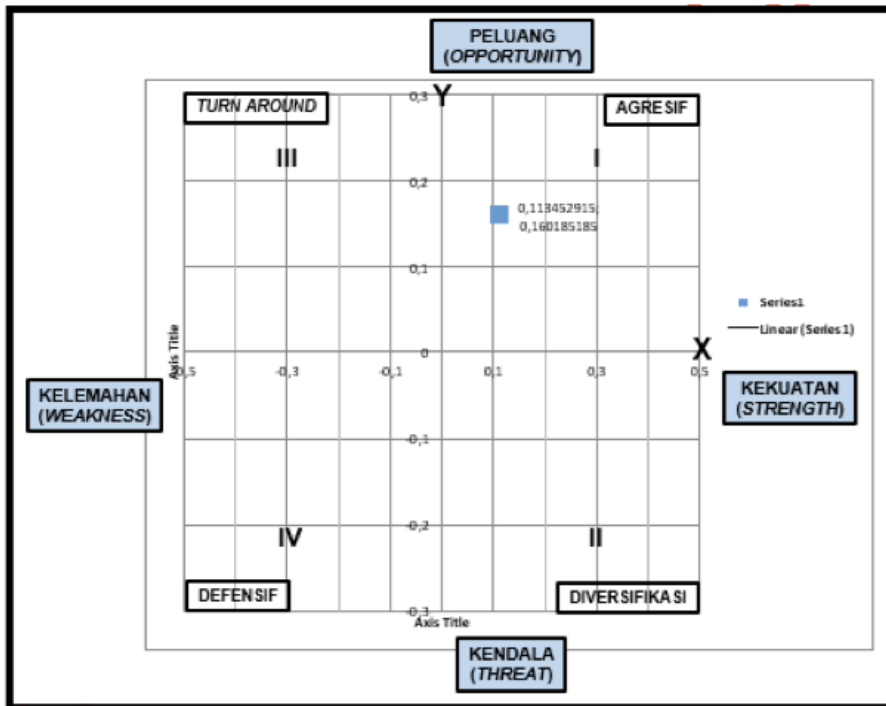 PELUANG
(OPPORTUNITY)
TURN AROUND
0,3
Y
AGRESIF
III
I
0,2
0,113452915;
0,160185185
0,1
Series1
Linear (Series 1)
Axis Title
0
X
-0,5
-0,3
-0,1
0,1
0,3
0,5
KELEMAHAN
(WEAKNESS)
KEKUATAN
(STRENGTH)
-0,1
-0,2
IV
II
DEFENSIF
DIVERSIFIKASI
-0,3
Axis Title
KENDALA
(THREAT)